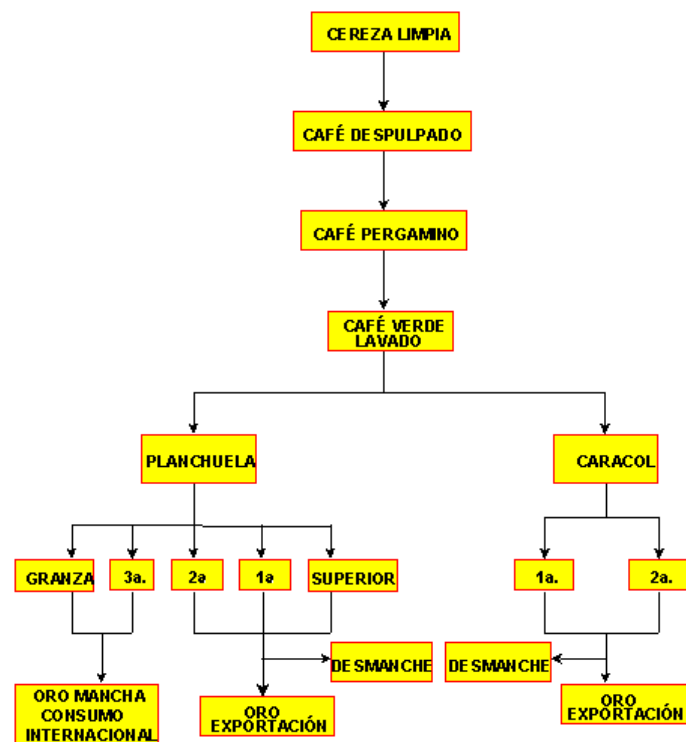 CEREZA LIMPIA
CAFÉ DESPULPADO
CAFÉ PERGAMINO
CAFÉ VERDE
LAVADO
PLANCHUELA
CARACOL
GRANZA
3a.
2a
1a
SUPERIOR
1a.
2a.
DESMANCHE
DESMANCHE
ORO MANCHA
CONSUMO
INTERNACIONAL
ORO
EXPORTACIÓN
ORO
EXPORTACIÓN